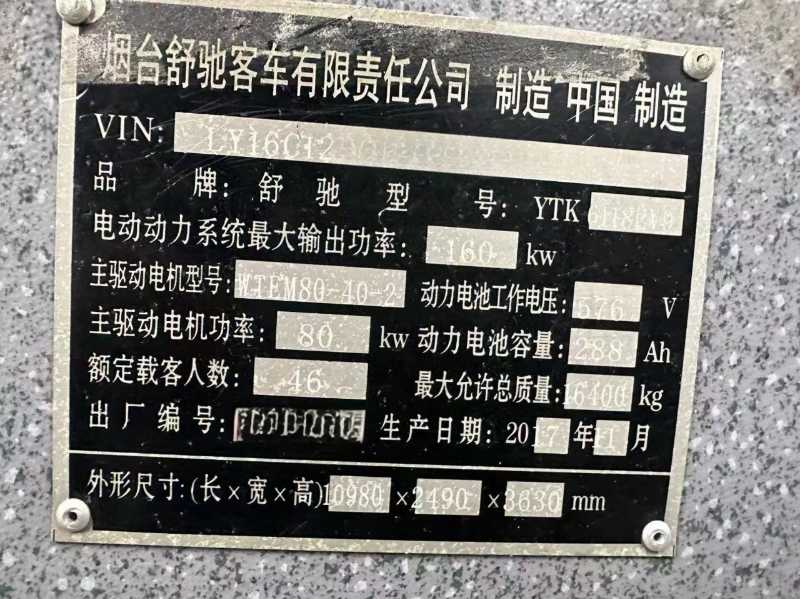 烟台舒驰客车有限责任公司 制造 中国 制造
VIN: LY16C12
品 牌: 舒 驰 型 号: YTK
电动动力系统最大输出功率: 160 kw
主驱动电机型号: WTEM80-40-2 动力电池工作电压: 576 V
主驱动电机功率: 80 kw 动力电池容量: 288 Ah
额定载客人数: 46 最大允许总质量: 16400 kg
出 厂 编 号: 生产日期: 2017 年 11 月
外形尺寸:(长×宽×高)10980 ×2490 ×3630 mm